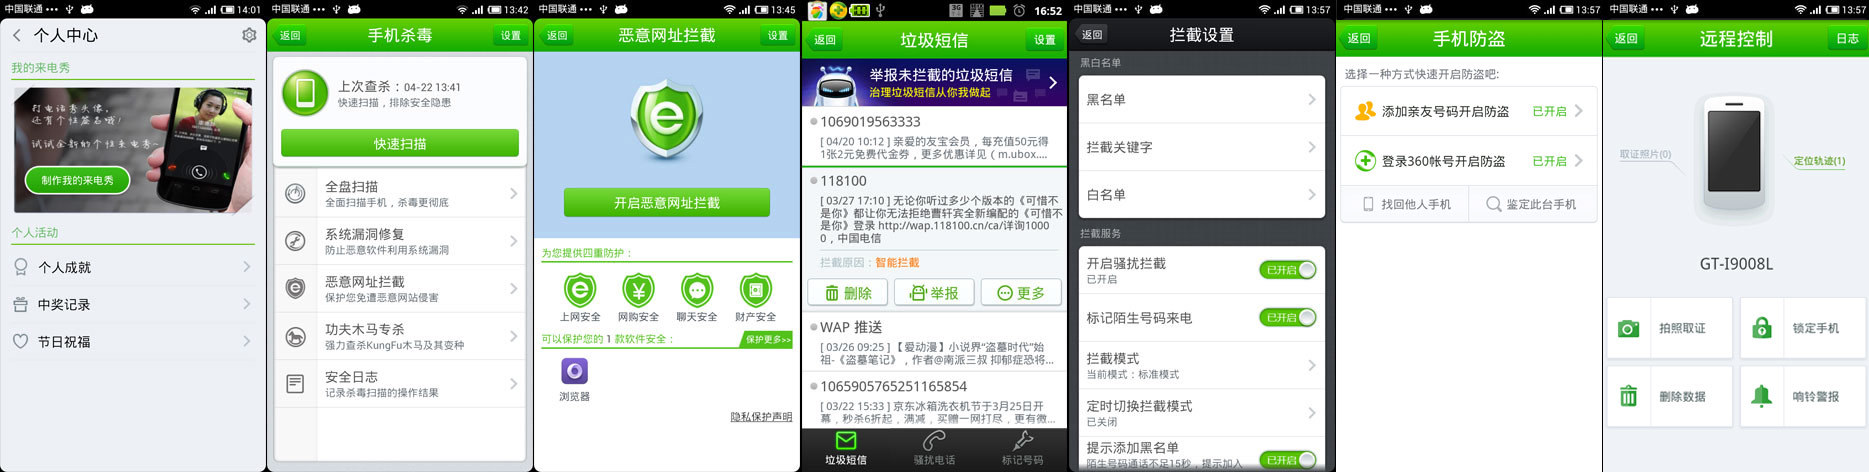 中国联通 ··· 14:01
个人中心
我的来电秀
打电话秀头像,
还有个性签名哦!
试试全新的个性来电秀~
制作我的来电秀
个人活动
个人成就
中奖记录
节日祝福
中国联通 ··· 13:42
返回 手机杀毒 设置
上次查杀：04-22 13:41
快速扫描，排除安全隐患
快速扫描
全盘扫描
全面扫描手机，杀毒更彻底
系统漏洞修复
防止恶意软件利用系统漏洞
恶意网址拦截
保护您免遭恶意网站侵害
功夫木马专杀
强力查杀KungFu木马及其变种
安全日志
记录杀毒扫描的操作结果
中国联通 ··· 13:45
返回 恶意网址拦截 设置
开启恶意网址拦截
为您提供四重防护：
上网安全 网购安全 聊天安全 财产安全
可以保护您的 1 款软件安全： 保护更多>>
浏览器
隐私保护声明
3G 16:52
返回 垃圾短信 设置
举报未拦截的垃圾短信
治理垃圾短信从你我做起
1069019563333
[ 04/20 10:12 ] 亲爱的友宝会员，每充值50元得
1张2元免费代金券，更多优惠详见（m.ubox....
118100
[ 03/27 17:10 ] 无论你听过多少个版本的《可惜不
是你》都让你无法拒绝曹轩宾全新编配的《可惜不
是你》登录 http://wap.118100.cn/ca/详询1000
0，中国电信
拦截原因：智能拦截
删除 举报 更多
WAP 推送
[ 03/26 09:25 ] 【爱动漫】小说界“盗墓时代”始
祖-《盗墓笔记》，作者@南派三叔 抑郁症恐将...
1065905765251165854
[ 03/22 15:33 ] 京东冰箱洗衣机节于3月25日开
幕，秒杀6折起，满减，买赠一网打尽，更有微...
垃圾短信 骚扰电话 标记号码
中国联通 ··· 13:57
返回 拦截设置
黑白名单
黑名单
拦截关键字
白名单
拦截服务
开启骚扰拦截 已开启
已开启
标记陌生号码来电 已开启
拦截模式
当前模式：标准模式
定时切换拦截模式
已关闭
提示添加黑名单 已开启
陌生号码通话不足15秒，提示加入
中国联通 ··· 13:57
返回 手机防盗
选择一种方式快速开启防盗吧:
添加亲友号码开启防盗 已开启
登录360帐号开启防盗 已开启
找回他人手机 鉴定此台手机
中国联通 ··· 13:57
返回 远程控制 日志
取证照片(0)
定位轨迹(1)
GT-I9008L
拍照取证 锁定手机
删除数据 响铃警报